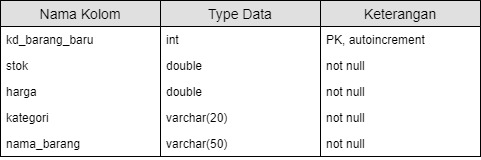 Nama Kolom Type Data Keterangan
kd_barang_baru int PK, autoincrement
stok double not null
harga double not null
kategori varchar(20) not null
nama_barang varchar(50) not null